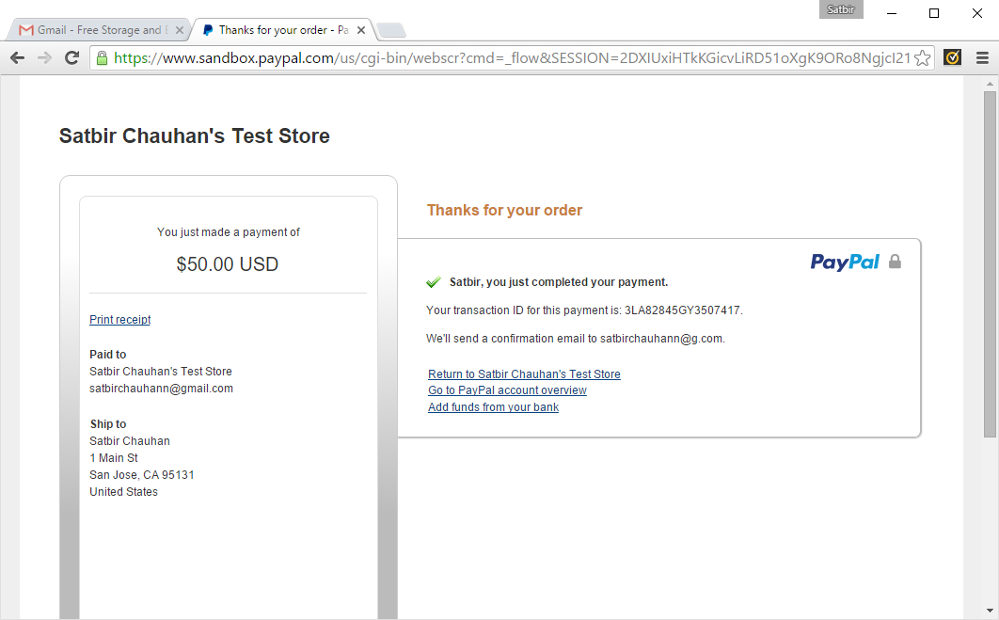 Satbir
Gmail - Free Storage and E
Thanks for your order - Pa
https://www.sandbox.paypal.com/us/cgi-bin/webscr?cmd=_flow&SESSION=2DXIUxiHTkKGicvLiRD51oXgK9ORo8NgjcI21
Satbir Chauhan's Test Store
You just made a payment of
$50.00 USD
Print receipt
Paid to
Satbir Chauhan's Test Store
satbirchauhann@gmail.com
Ship to
Satbir Chauhan
1 Main St
San Jose, CA 95131
United States
Thanks for your order
PayPal
Satbir, you just completed your payment.
Your transaction ID for this payment is: 3LA82845GY3507417.
We'll send a confirmation email to satbirchauhann@g.com.
Return to Satbir Chauhan's Test Store
Go to PayPal account overview
Add funds from your bank